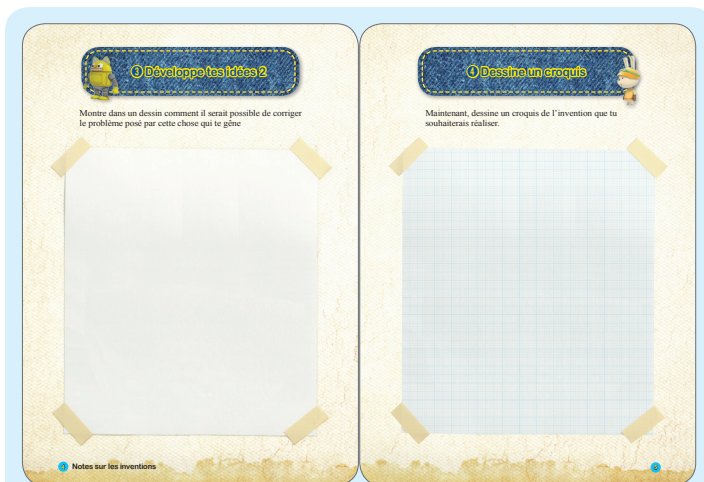 ③ Développe tes idées 2
Montre dans un dessin comment il serait possible de corriger
le problème posé par cette chose qui te gêne
Notes sur les inventions
④ Dessine un croquis
Maintenant, dessine un croquis de l’invention que tu
souhaiterais réaliser.